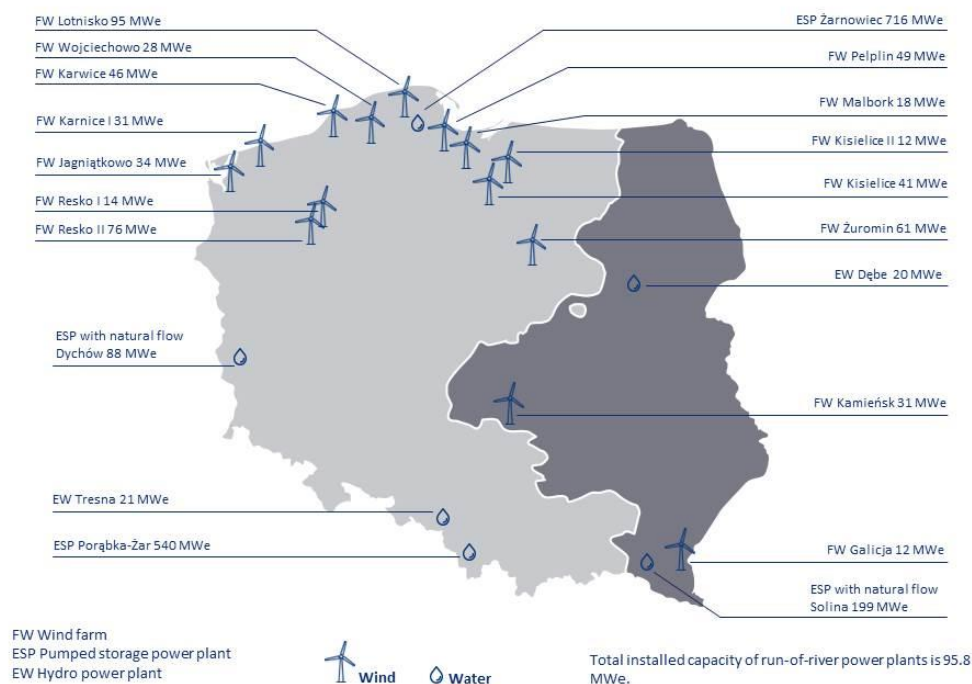 FW Lotnisko 95 MWe
FW Wojciechowo 28 MWe
FW Karwice 46 MWe
FW Karnice I 31 MWe
FW Jagniątkowo 34 MWe
FW Resko I 14 MWe
FW Resko II 76 MWe
ESP with natural flow
Dychów 88 MWe
EW Tresna 21 MWe
ESP Porąbka-Żar 540 MWe
ESP Żarnowiec 716 MWe
FW Pelplin 49 MWe
FW Malbork 18 MWe
FW Kisielice II 12 MWe
FW Kisielice 41 MWe
FW Żuromin 61 MWe
EW Dębe 20 MWe
FW Kamieńsk 31 MWe
FW Galicja 12 MWe
ESP with natural flow
Solina 199 MWe
FW Wind farm
ESP Pumped storage power plant
EW Hydro power plant
Wind
Water
Total installed capacity of run-of-river power plants is 95.8
MWe.